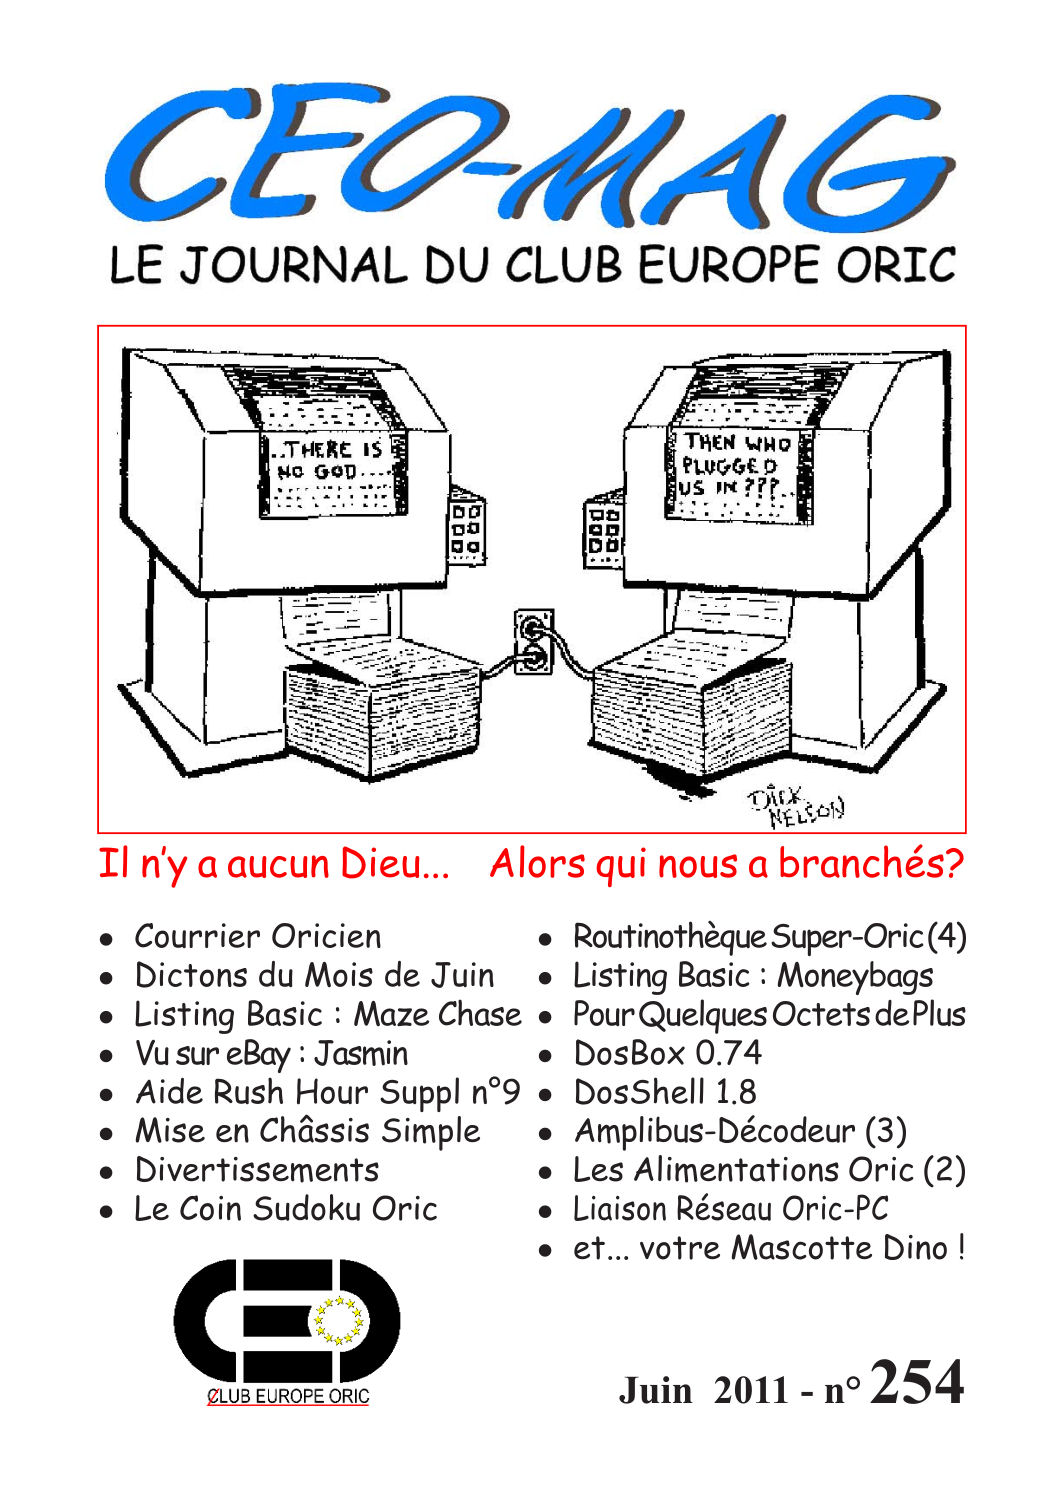 CEO-MAG
LE JOURNAL DU CLUB EUROPE ORIC
..THERE IS
NO GOD....
THEN WHO
PLUGGED
US IN???..
DICK
NELSON
Il n'y a aucun Dieu... Alors qui nous a branchés?
• Courrier Oricien
• Dictons du Mois de Juin
• Listing Basic : Maze Chase
• Vu sur eBay : Jasmin
• Aide Rush Hour Suppl n°9
• Mise en Châssis Simple
• Divertissements
• Le Coin Sudoku Oric
• Routinothèque Super-Oric (4)
• Listing Basic : Moneybags
• Pour Quelques Octets de Plus
• DosBox 0.74
• DosShell 1.8
• Amplibus-Décodeur (3)
• Les Alimentations Oric (2)
• Liaison Réseau Oric-PC
• et... votre Mascotte Dino !
CEO
CLUB EUROPE ORIC
Juin 2011 - n° 254